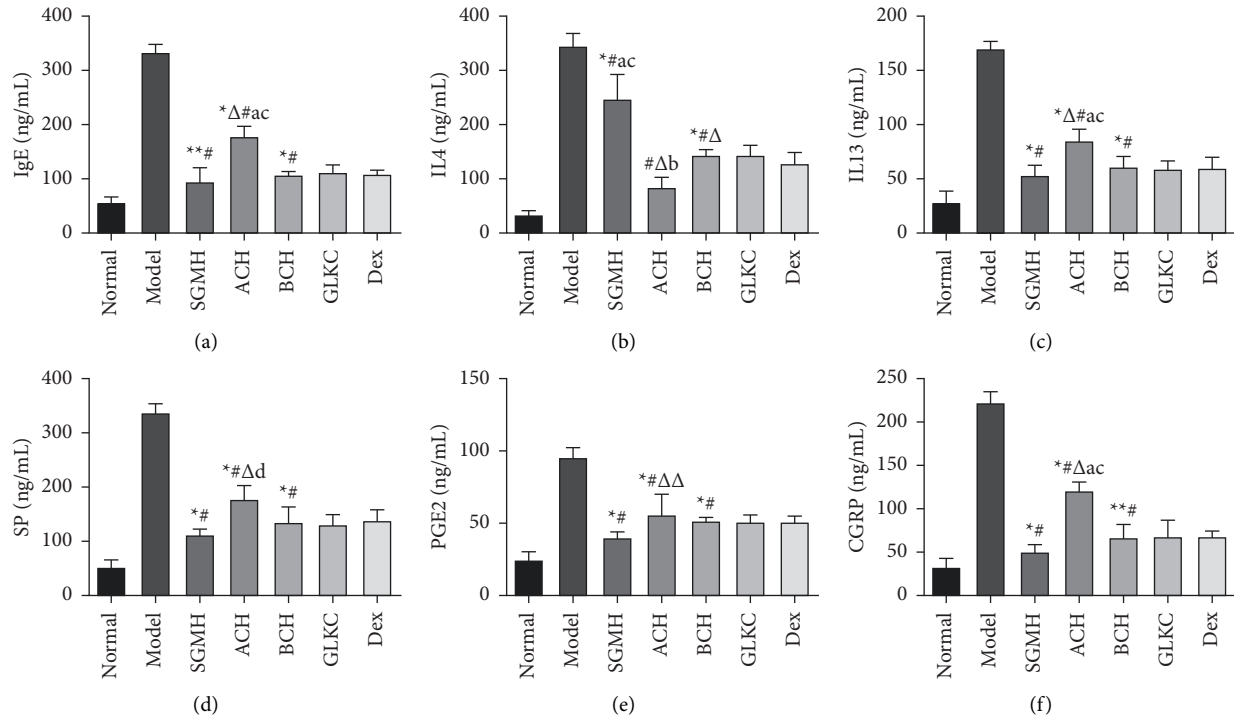 IgE (ng/mL)
400
300
200
100
0
**#
*Δ#ac
*#
Normal
Model
SGMH
ACH
BCH
GLKC
Dex
(a)
IL4 (ng/mL)
400
300
200
100
0
*#ac
#Δb
*#Δ
Normal
Model
SGMH
ACH
BCH
GLKC
Dex
(b)
IL13 (ng/mL)
200
150
100
50
0
*#
*Δ#ac
*#
Normal
Model
SGMH
ACH
BCH
GLKC
Dex
(c)
SP (ng/mL)
400
300
200
100
0
*#
*#Δd
*#
Normal
Model
SGMH
ACH
BCH
GLKC
Dex
(d)
PGE2 (ng/mL)
150
100
50
0
*#
*#ΔΔ
*#
Normal
Model
SGMH
ACH
BCH
GLKC
Dex
(e)
CGRP (ng/mL)
250
200
150
100
50
0
*#
*#Δac
**#
Normal
Model
SGMH
ACH
BCH
GLKC
Dex
(f)